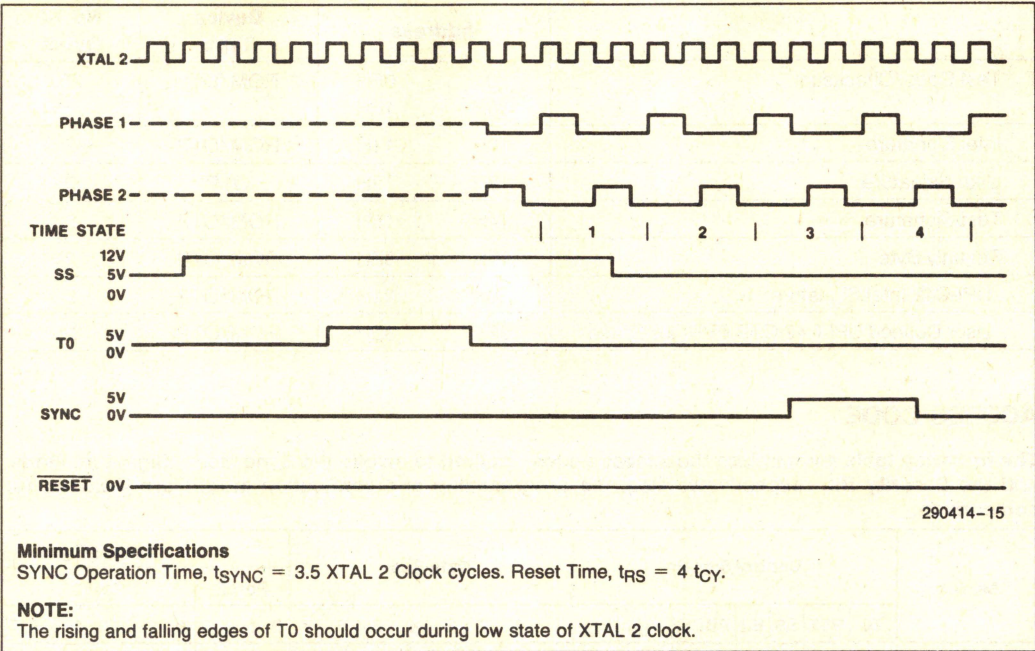 XTAL 2
PHASE 1
PHASE 2
TIME STATE
1 2 3 4
SS 12V 5V 0V
T0 5V 0V
SYNC 5V 0V
RESET 0V
290414–15
Minimum Specifications
SYNC Operation Time, tSYNC = 3.5 XTAL 2 Clock cycles. Reset Time, tRS = 4 tCY.
NOTE:
The rising and falling edges of T0 should occur during low state of XTAL 2 clock.